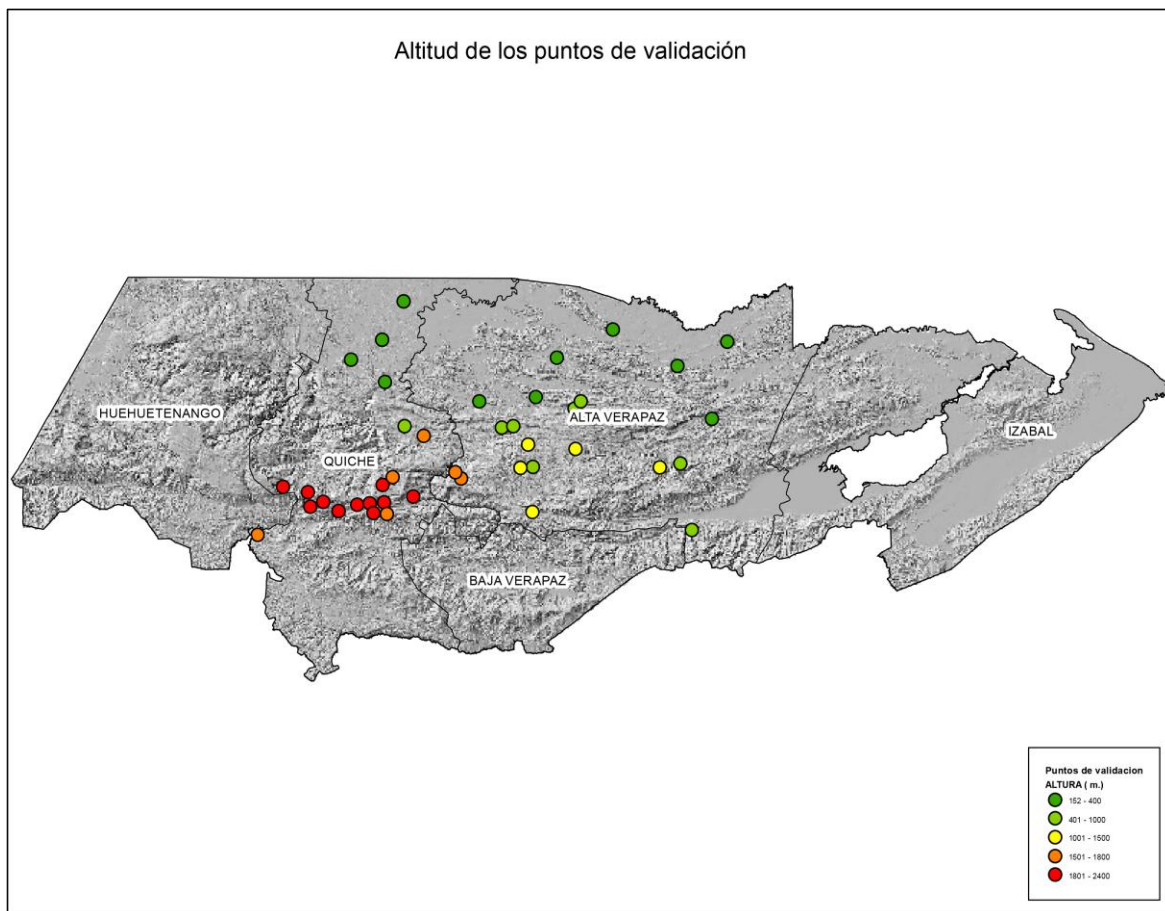 Altitud de los puntos de validación
HUEHUETENANGO
ALTA VERAPAZ
IZABAL
QUICHE
BAJA VERAPAZ
Puntos de validacion
ALTURA ( m.)
152 - 400
401 - 1000
1001 - 1500
1501 - 1800
1801 - 2400